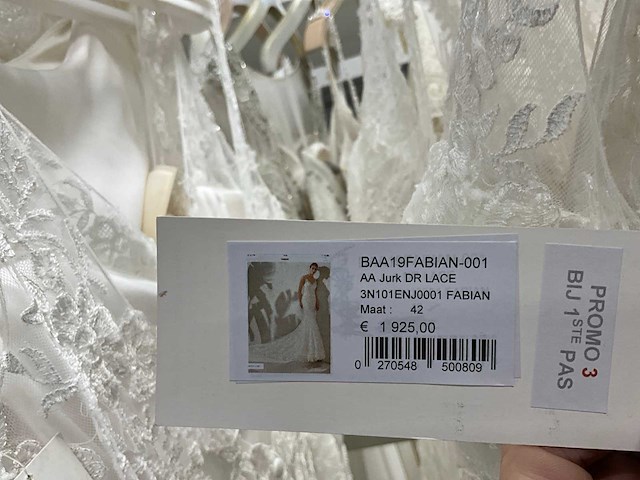 BAA19FABIAN-001
AA Jurk DR LACE
3N101ENJ0001 FABIAN
Maat : 42
€ 1 925,00
0 270548 500809
PROMO 3
BIJ 1STE PAS